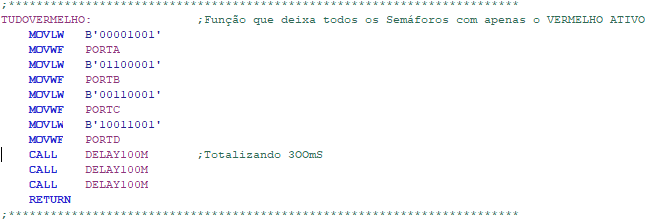 ;*************************************************************************
TUDOVERMELHO: ;Função que deixa todos os Semáforos com apenas o VERMELHO ATIVO
MOVLW B'00001001'
MOVWF PORTA
MOVLW B'01100001'
MOVWF PORTB
MOVLW B'00110001'
MOVWF PORTC
MOVLW B'10011001'
MOVWF PORTD
CALL DELAY100M ;Totalizando 3OOmS
CALL DELAY100M
CALL DELAY100M
RETURN
;*************************************************************************